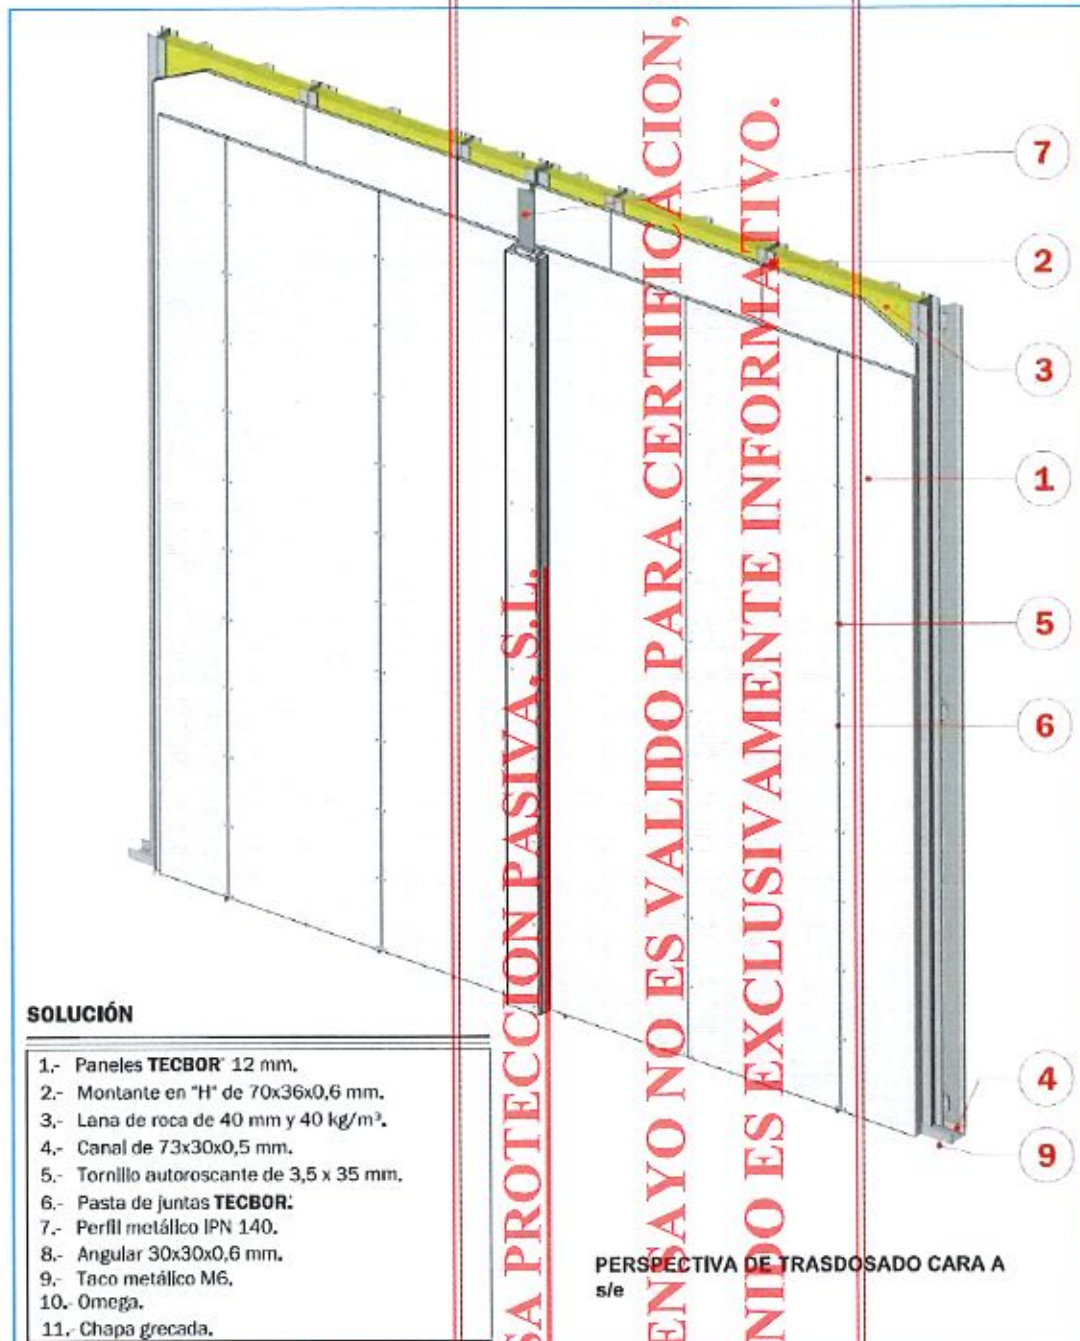 7
2
3
1
5
6
4
9
SOLUCIÓN
1.- Paneles TECBOR® 12 mm.
2.- Montante en "H" de 70x36x0,6 mm.
3.- Lana de roca de 40 mm y 40 kg/m³.
4.- Canal de 73x30x0,5 mm.
5.- Tornillo autoroscante de 3,5 x 35 mm.
6.- Pasta de juntas TECBOR®.
7.- Perfil metálico IPN 140.
8.- Angular 30x30x0,6 mm.
9.- Taco metálico M6.
10.- Omega.
11.- Chapa grecada.
PERSPECTIVA DE TRASDOSADO CARA A
s/e
PROTECCION PASIVA, S.L.
ENSAYO NO ES VALIDO PARA CERTIFICACION,
ES EXCLUSIVAMENTE INFORMATIVO.